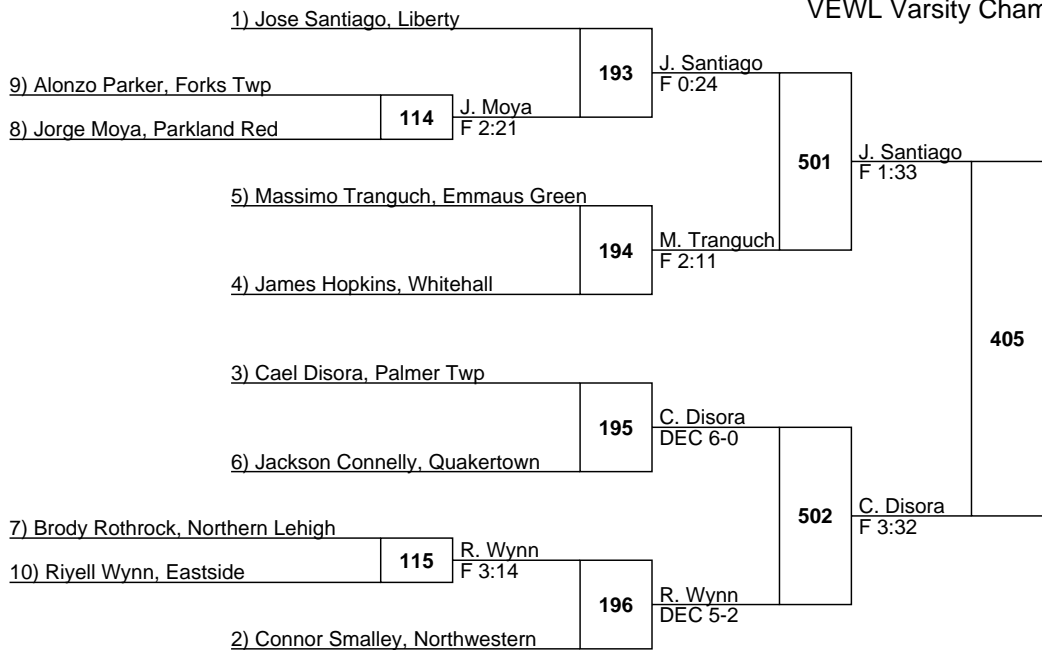 VEWL Varsity Cham
1) Jose Santiago, Liberty
193
J. Santiago
F 0:24
9) Alonzo Parker, Forks Twp
114
J. Moya
F 2:21
8) Jorge Moya, Parkland Red
501
J. Santiago
F 1:33
5) Massimo Tranguch, Emmaus Green
194
M. Tranguch
F 2:11
4) James Hopkins, Whitehall
405
3) Cael Disora, Palmer Twp
195
C. Disora
DEC 6-0
6) Jackson Connelly, Quakertown
502
C. Disora
F 3:32
7) Brody Rothrock, Northern Lehigh
115
R. Wynn
F 3:14
10) Riyell Wynn, Eastside
196
R. Wynn
DEC 5-2
2) Connor Smalley, Northwestern